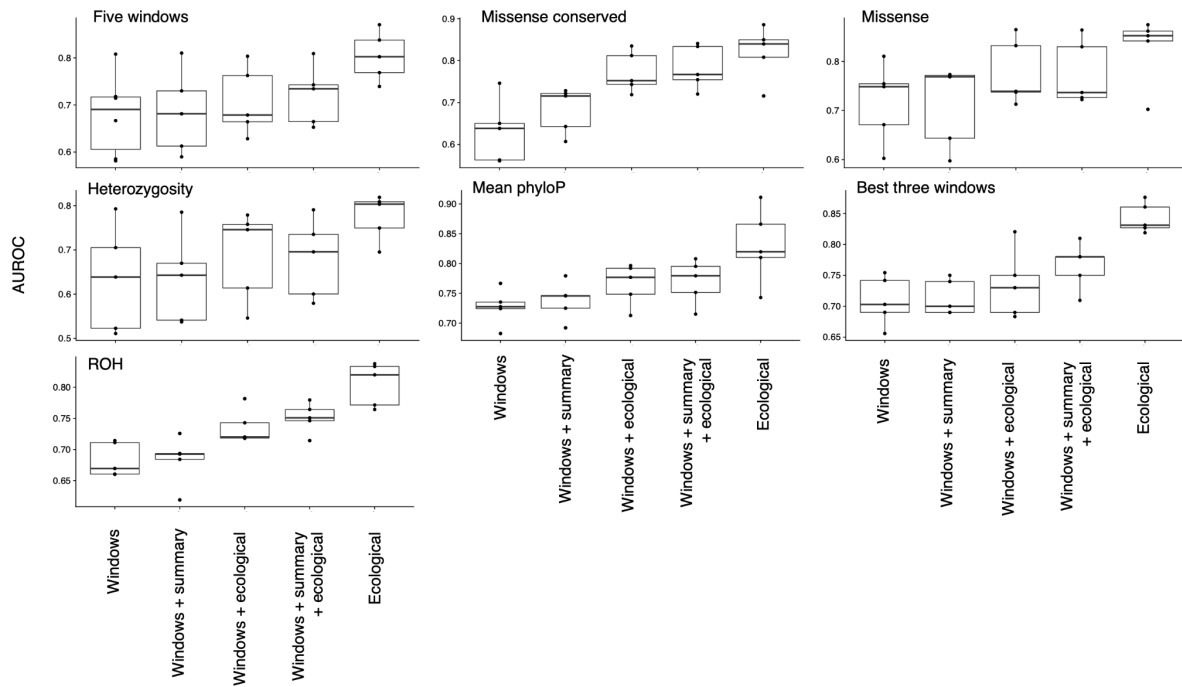 AUROC
Five windows
0.8
0.7
0.6
Missense conserved
0.9
0.8
0.7
0.6
Missense
0.8
0.7
0.6
Heterozygosity
0.8
0.7
0.6
0.5
Mean phyloP
0.90
0.85
0.80
0.75
0.70
Best three windows
0.85
0.80
0.75
0.70
0.65
ROH
0.80
0.75
0.70
0.65
Windows
Windows + summary
Windows + ecological
Windows + summary
+ ecological
Ecological
Windows
Windows + summary
Windows + ecological
Windows + summary
+ ecological
Ecological
Windows
Windows + summary
Windows + ecological
Windows + summary
+ ecological
Ecological